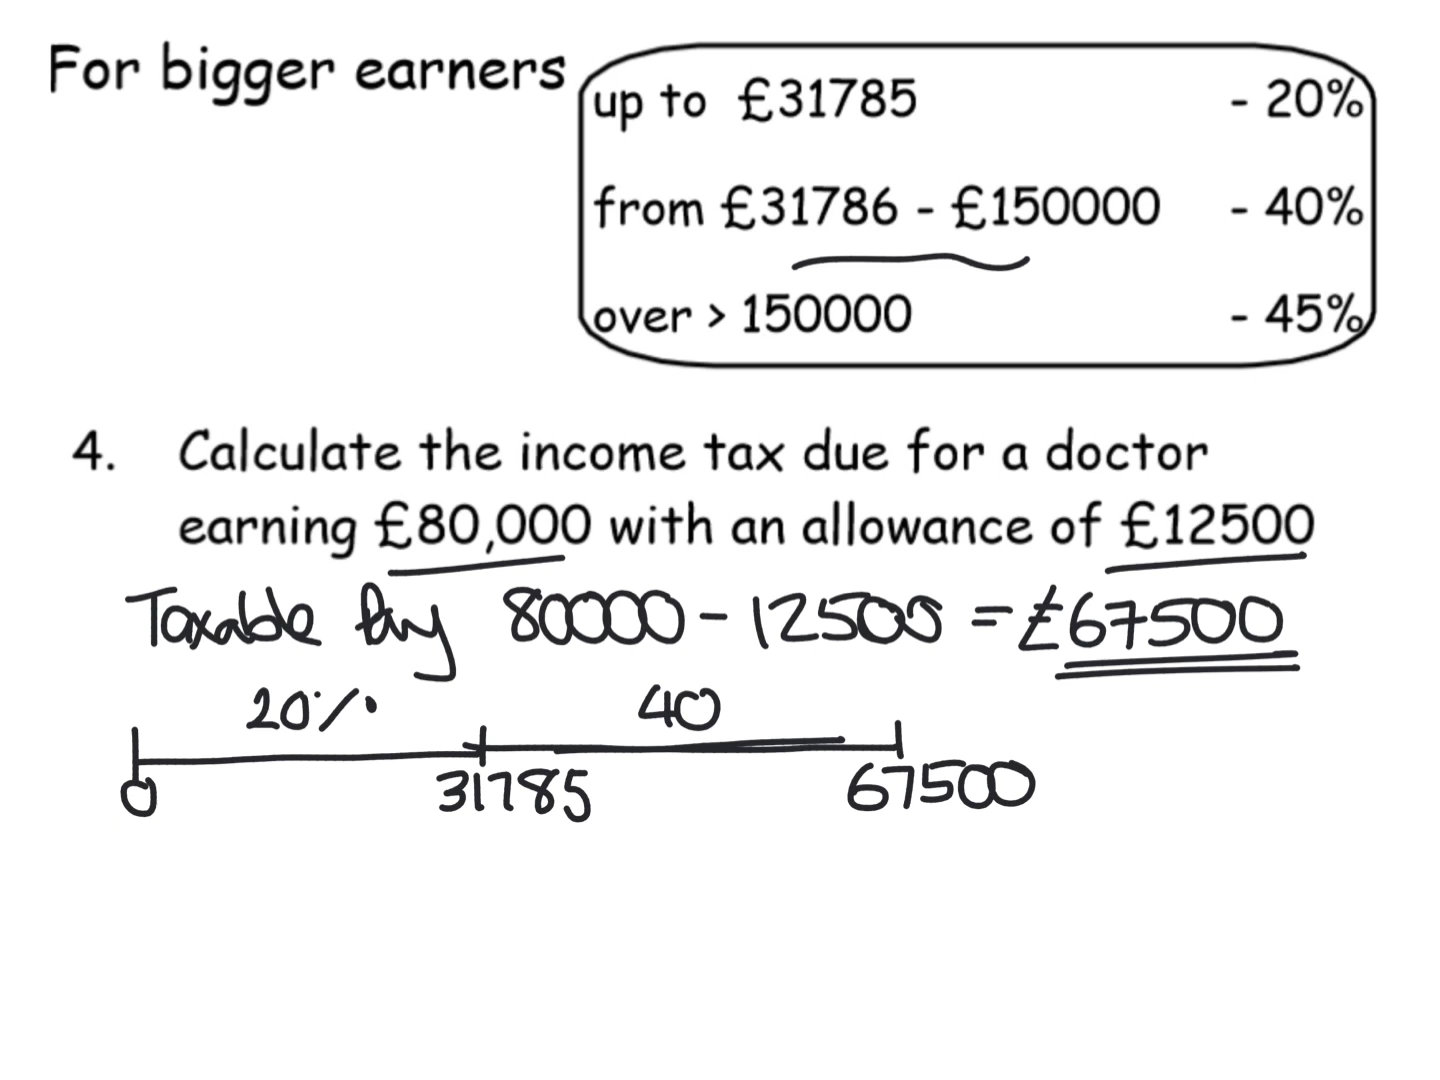 For bigger earners
up to £31785 - 20%
from £31786 - £150000 - 40%
over > 150000 - 45%
4. Calculate the income tax due for a doctor
earning £80,000 with an allowance of £12500
Taxable Pay 80000 - 12500 = £67500
20% 40
0 31785 67500